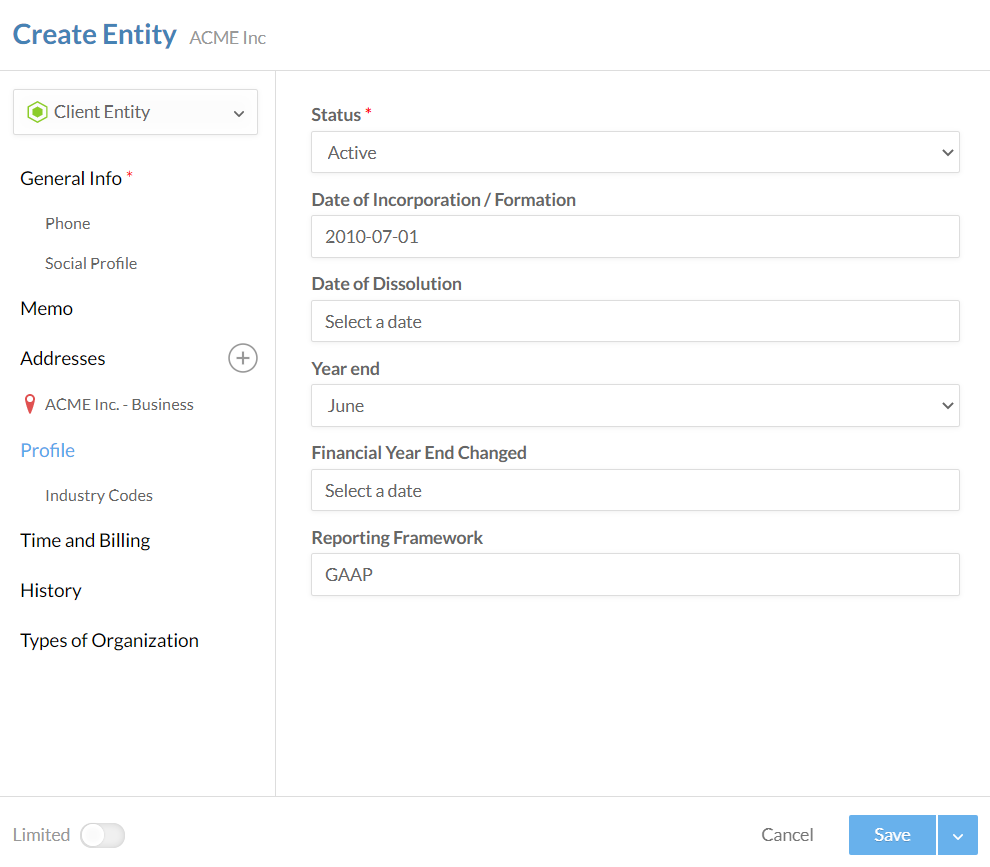 Create Entity ACME Inc
Client Entity
General Info *
Phone
Social Profile
Memo
Addresses
ACME Inc. - Business
Profile
Industry Codes
Time and Billing
History
Types of Organization
Status *
Active
Date of Incorporation / Formation
2010-07-01
Date of Dissolution
Select a date
Year end
June
Financial Year End Changed
Select a date
Reporting Framework
GAAP
Limited
Cancel
Save